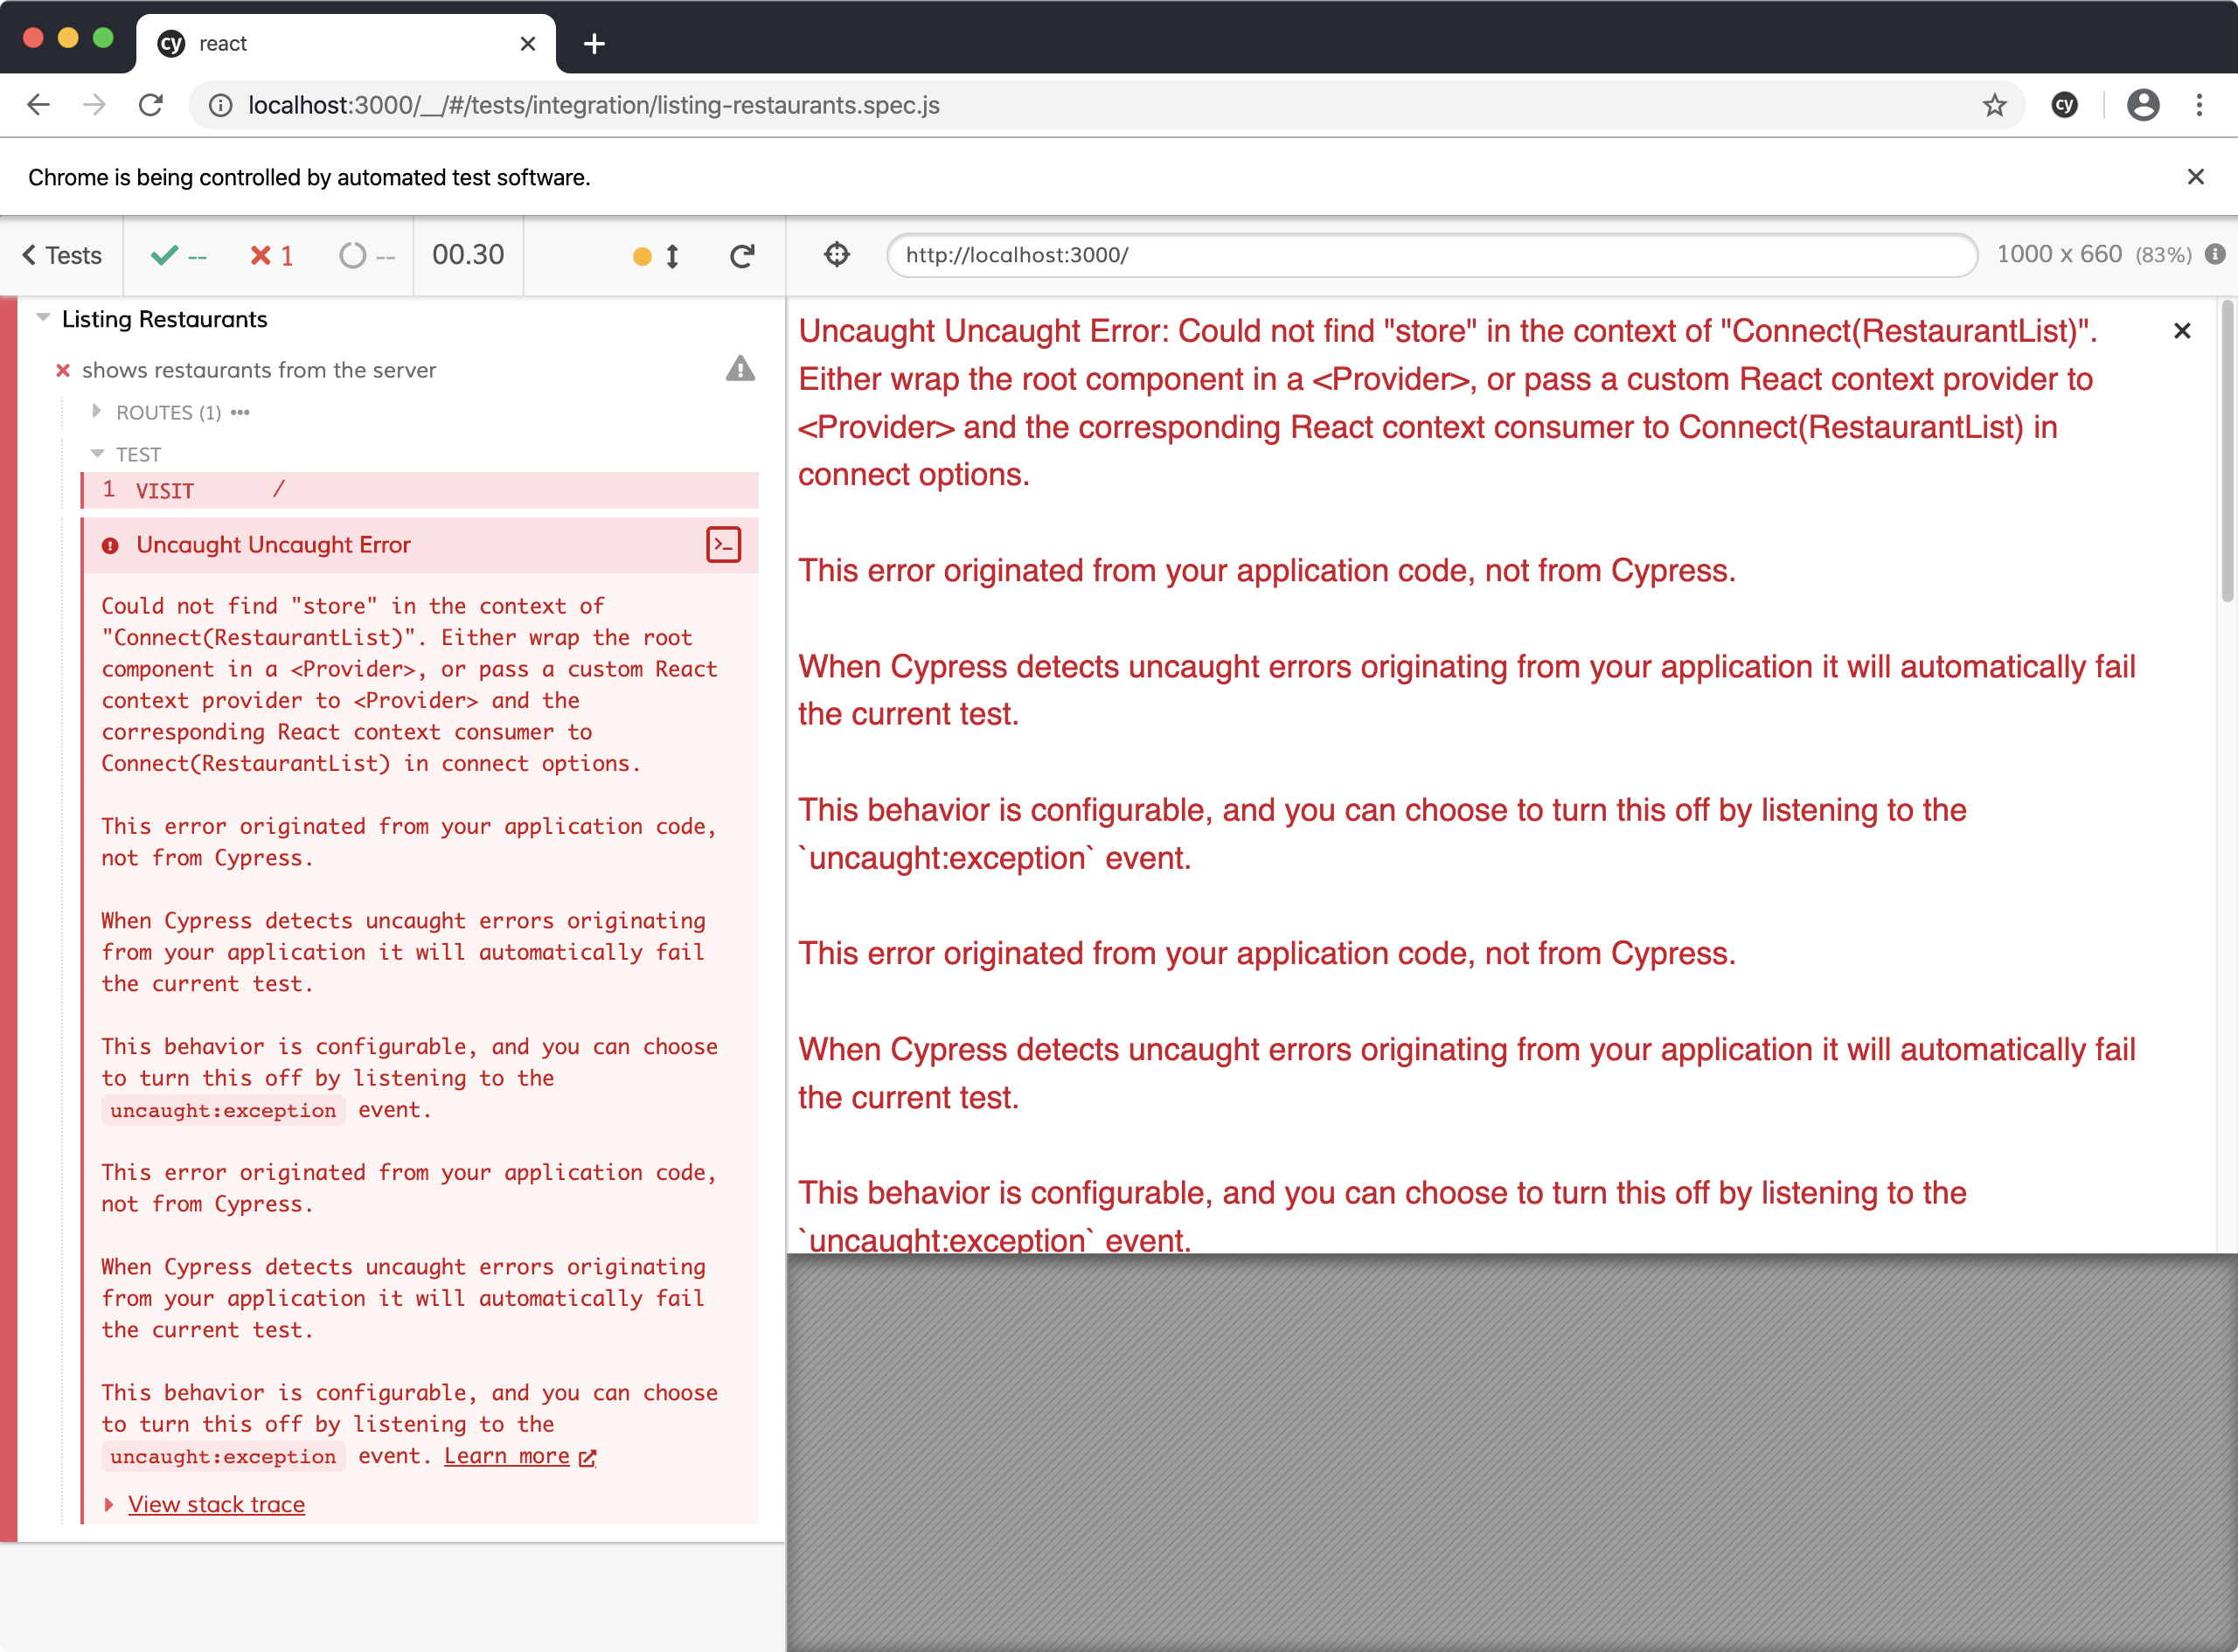 cy react
localhost:3000/__/#/tests/integration/listing-restaurants.spec.js
cy
Chrome is being controlled by automated test software.
Tests
--
1
--
00.30
http://localhost:3000/
1000 x 660 (83%)
Listing Restaurants
shows restaurants from the server
ROUTES (1)
TEST
1 VISIT /
Uncaught Uncaught Error
Could not find "store" in the context of
"Connect(RestaurantList)". Either wrap the root
component in a <Provider>, or pass a custom React
context provider to <Provider> and the
corresponding React context consumer to
Connect(RestaurantList) in connect options.
This error originated from your application code,
not from Cypress.
When Cypress detects uncaught errors originating
from your application it will automatically fail
the current test.
This behavior is configurable, and you can choose
to turn this off by listening to the
uncaught:exception event.
This error originated from your application code,
not from Cypress.
When Cypress detects uncaught errors originating
from your application it will automatically fail
the current test.
This behavior is configurable, and you can choose
to turn this off by listening to the
uncaught:exception event. Learn more
View stack trace
Uncaught Uncaught Error: Could not find "store" in the context of "Connect(RestaurantList)".
Either wrap the root component in a <Provider>, or pass a custom React context provider to
<Provider> and the corresponding React context consumer to Connect(RestaurantList) in
connect options.
This error originated from your application code, not from Cypress.
When Cypress detects uncaught errors originating from your application it will automatically fail
the current test.
This behavior is configurable, and you can choose to turn this off by listening to the
`uncaught:exception` event.
This error originated from your application code, not from Cypress.
When Cypress detects uncaught errors originating from your application it will automatically fail
the current test.
This behavior is configurable, and you can choose to turn this off by listening to the
`uncaught:exception` event.